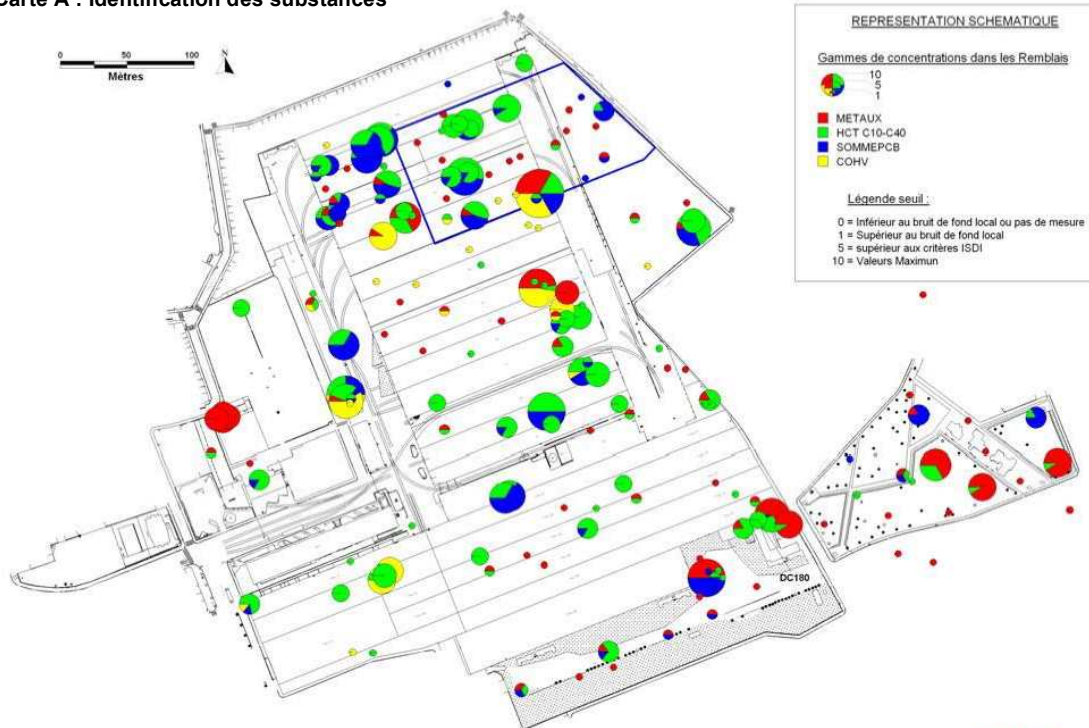 Carte A : Identification des substances
0 50 100
Mètres
N
REPRESENTATION SCHEMATIQUE
Gammes de concentrations dans les Remblais
10
5
1
METAUX
HCT C10-C40
SOMMEPCB
COHV
Légende seuil :
0 = Inférieur au bruit de fond local ou pas de mesure
1 = Supérieur au bruit de fond local
5 = supérieur aux critères ISDI
10 = Valeurs Maximun
DC180